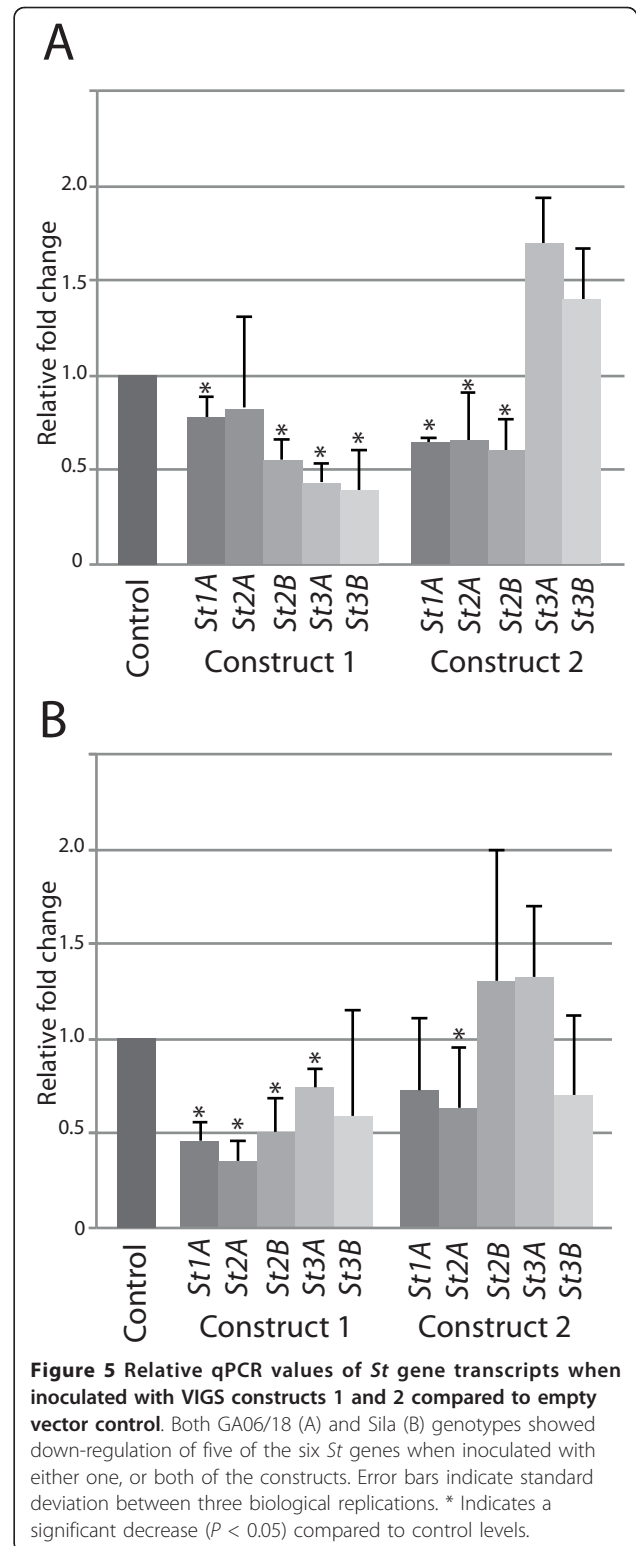 A
Relative fold change
2.0
1.5
1.0
0.5
0
* * * * * * *
Control St1A St2A St2B St3A St3B St1A St2A St2B St3A St3B
Construct 1 Construct 2
B
Relative fold change
2.0
1.5
1.0
0.5
0
* * * * *
Control St1A St2A St2B St3A St3B St1A St2A St2B St3A St3B
Construct 1 Construct 2
Figure 5 Relative qPCR values of St gene transcripts when
inoculated with VIGS constructs 1 and 2 compared to empty
vector control. Both GA06/18 (A) and Sila (B) genotypes showed
down-regulation of five of the six St genes when inoculated with
either one, or both of the constructs. Error bars indicate standard
deviation between three biological replications. * Indicates a
significant decrease (P < 0.05) compared to control levels.